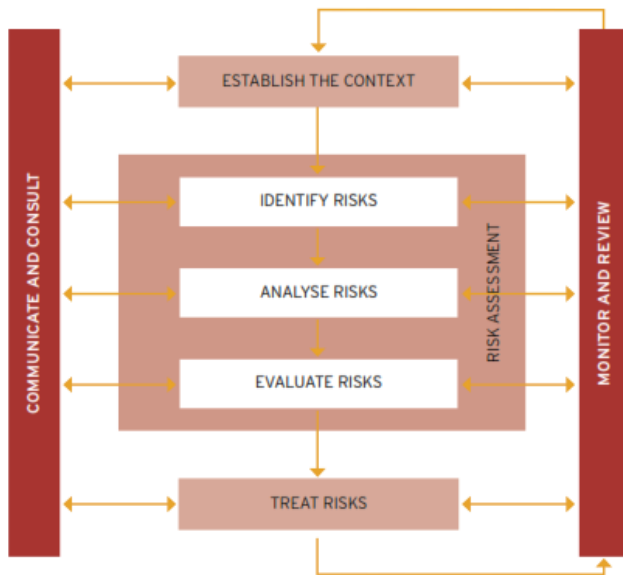 COMMUNICATE AND CONSULT
ESTABLISH THE CONTEXT
IDENTIFY RISKS
ANALYSE RISKS
EVALUATE RISKS
RISK ASSESSMENT
TREAT RISKS
MONITOR AND REVIEW